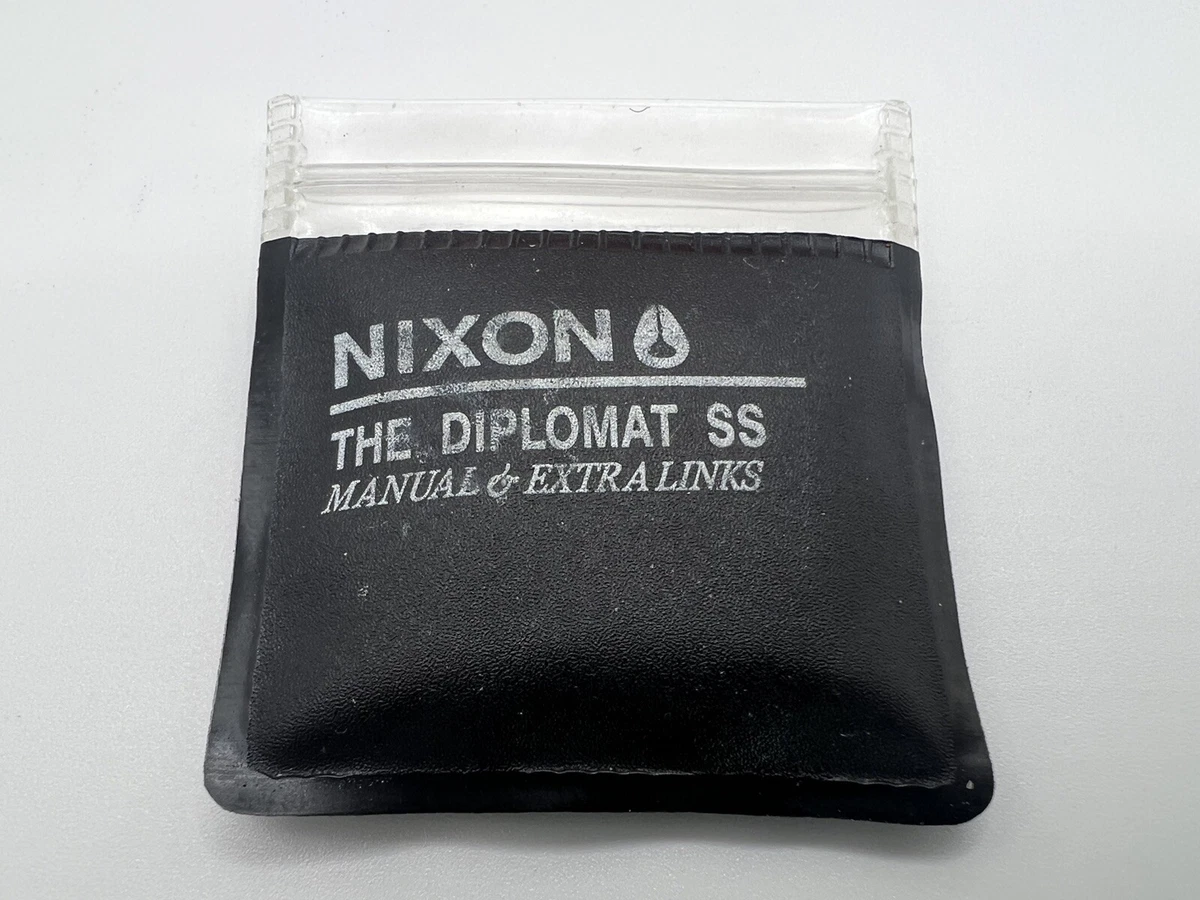 NIXON
THE DIPLOMAT SS
MANUAL & EXTRA LINKS